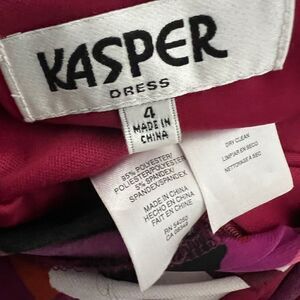 KASPER
DRESS
4
MADE IN
CHINA
95% POLYESTER/
POLIESTER/POLYESTER
5% SPANDEX/
SPANDEX/SPANDEX
MADE IN CHINA
HECHO EN CHINA
FAIT EN CHINE
DRY CLEAN
LIMPIAR EN SECO
NETTOYAGE A SEC